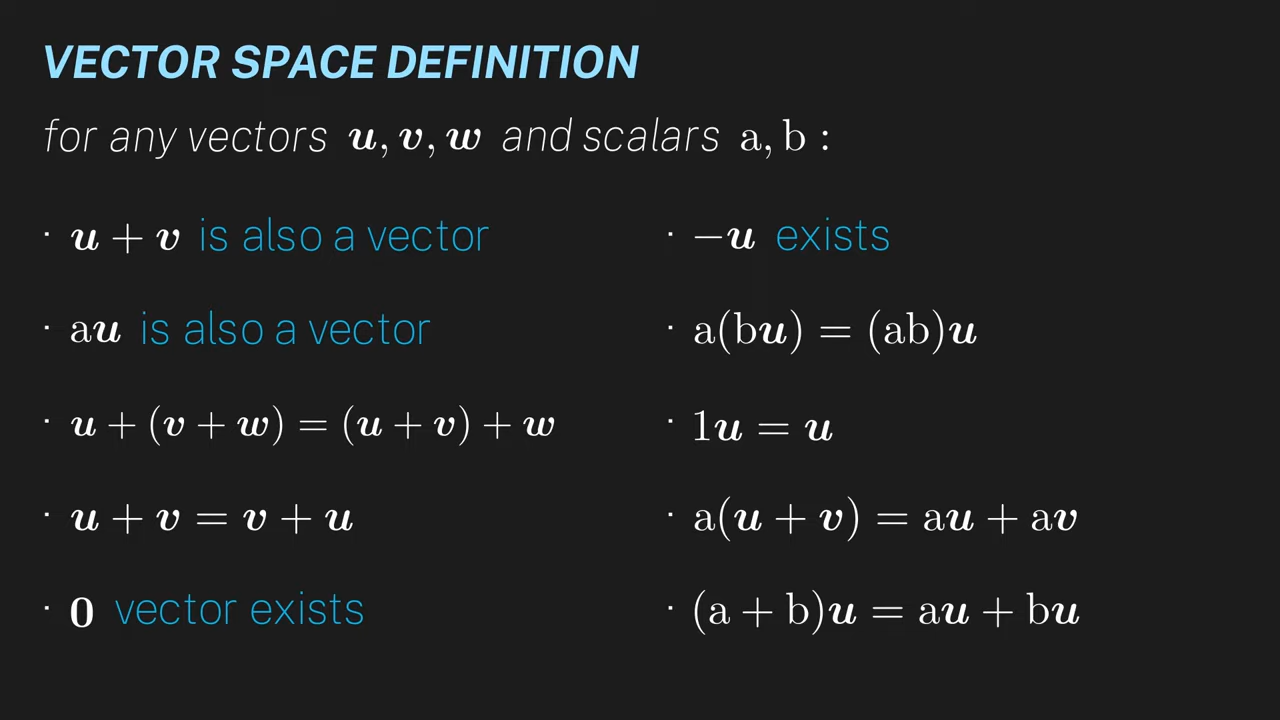 VECTOR SPACE DEFINITION
for any vectors u, v, w and scalars a, b :
· u + v is also a vector
· au is also a vector
· u + (v + w) = (u + v) + w
· u + v = v + u
· 0 vector exists
· −u exists
· a(bu) = (ab)u
· 1u = u
· a(u + v) = au + av
· (a + b)u = au + bu